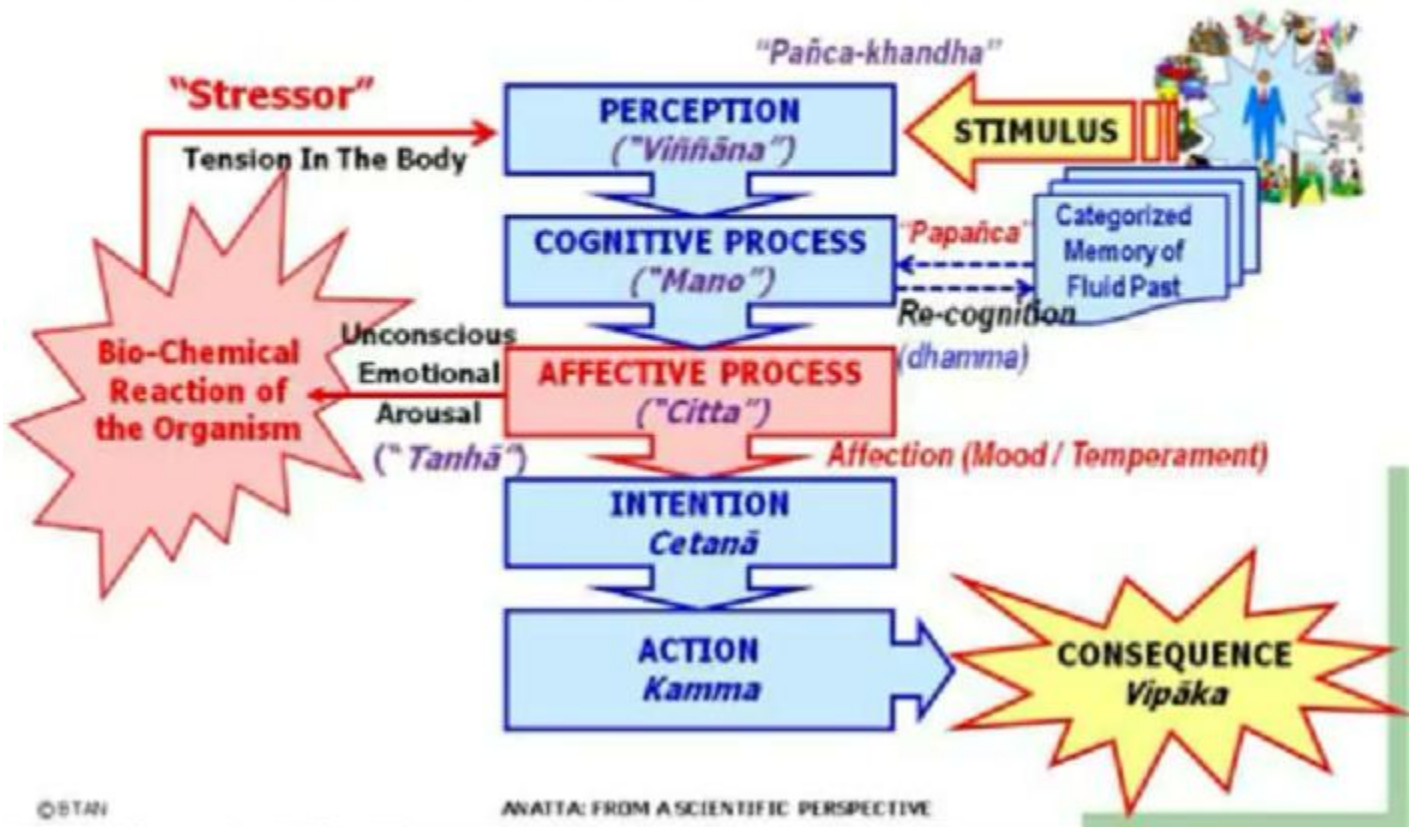 "Pañca-khandha"
"Stressor"
Tension In The Body
PERCEPTION
("Viññāna")
STIMULUS
COGNITIVE PROCESS
("Mano")
"Papañca"
Re-cognition
(dhamma)
Categorized
Memory of
Fluid Past
Bio-Chemical
Reaction of
the Organism
Unconscious
Emotional
Arousal
("Tanhā")
AFFECTIVE PROCESS
("Citta")
Affection (Mood / Temperament)
INTENTION
Cetanā
ACTION
Kamma
CONSEQUENCE
Vipāka
©BTAN
ANATTA: FROM A SCIENTIFIC PERSPECTIVE